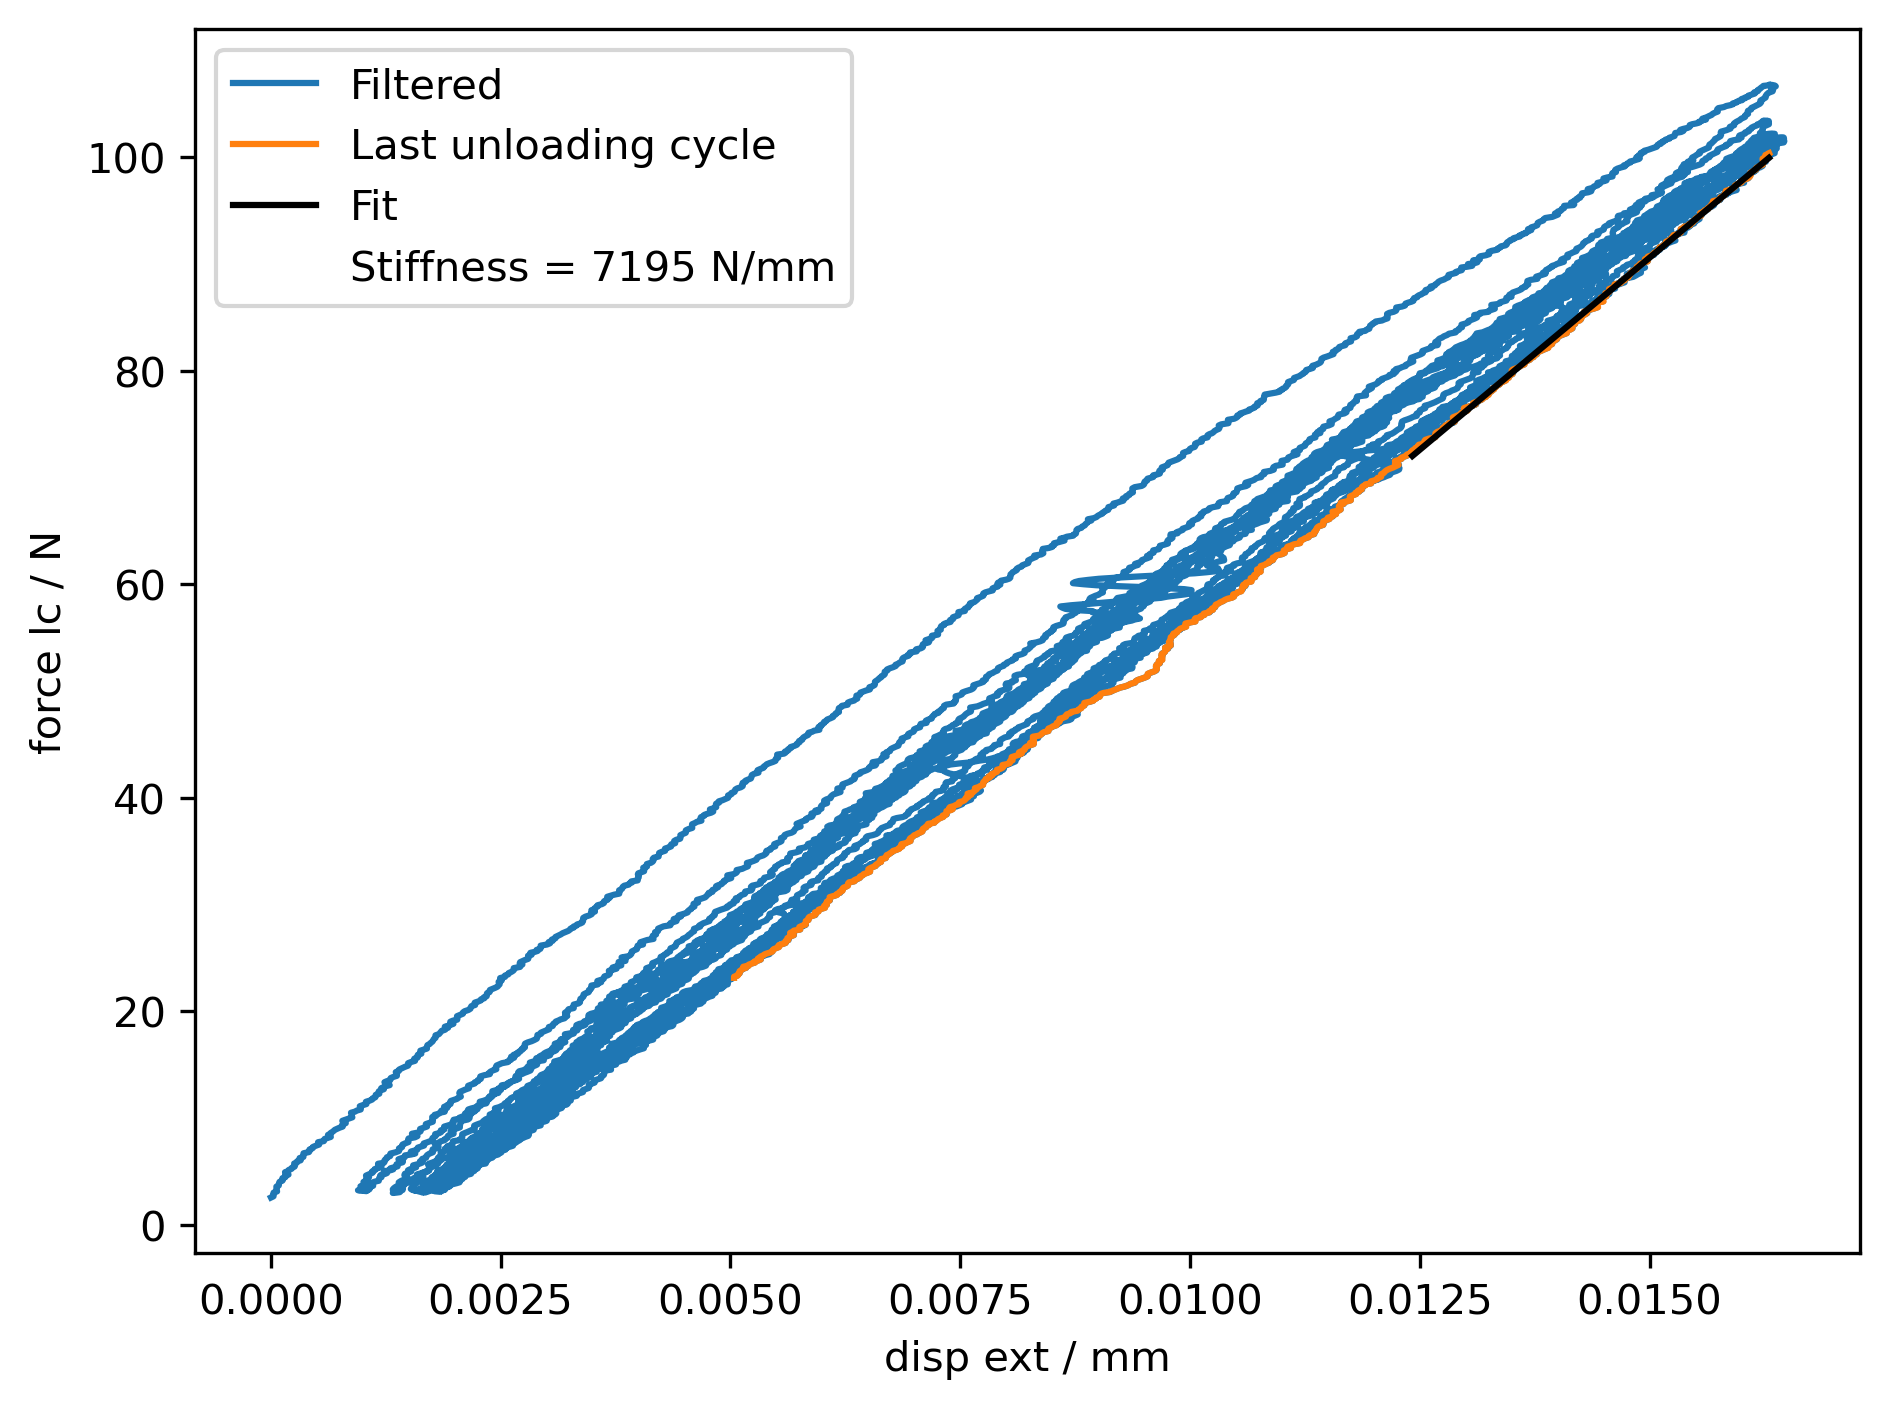 Filtered
Last unloading cycle
Fit
Stiffness = 7195 N/mm
force lc / N
100
80
60
40
20
0
0.0000 0.0025 0.0050 0.0075 0.0100 0.0125 0.0150
disp ext / mm